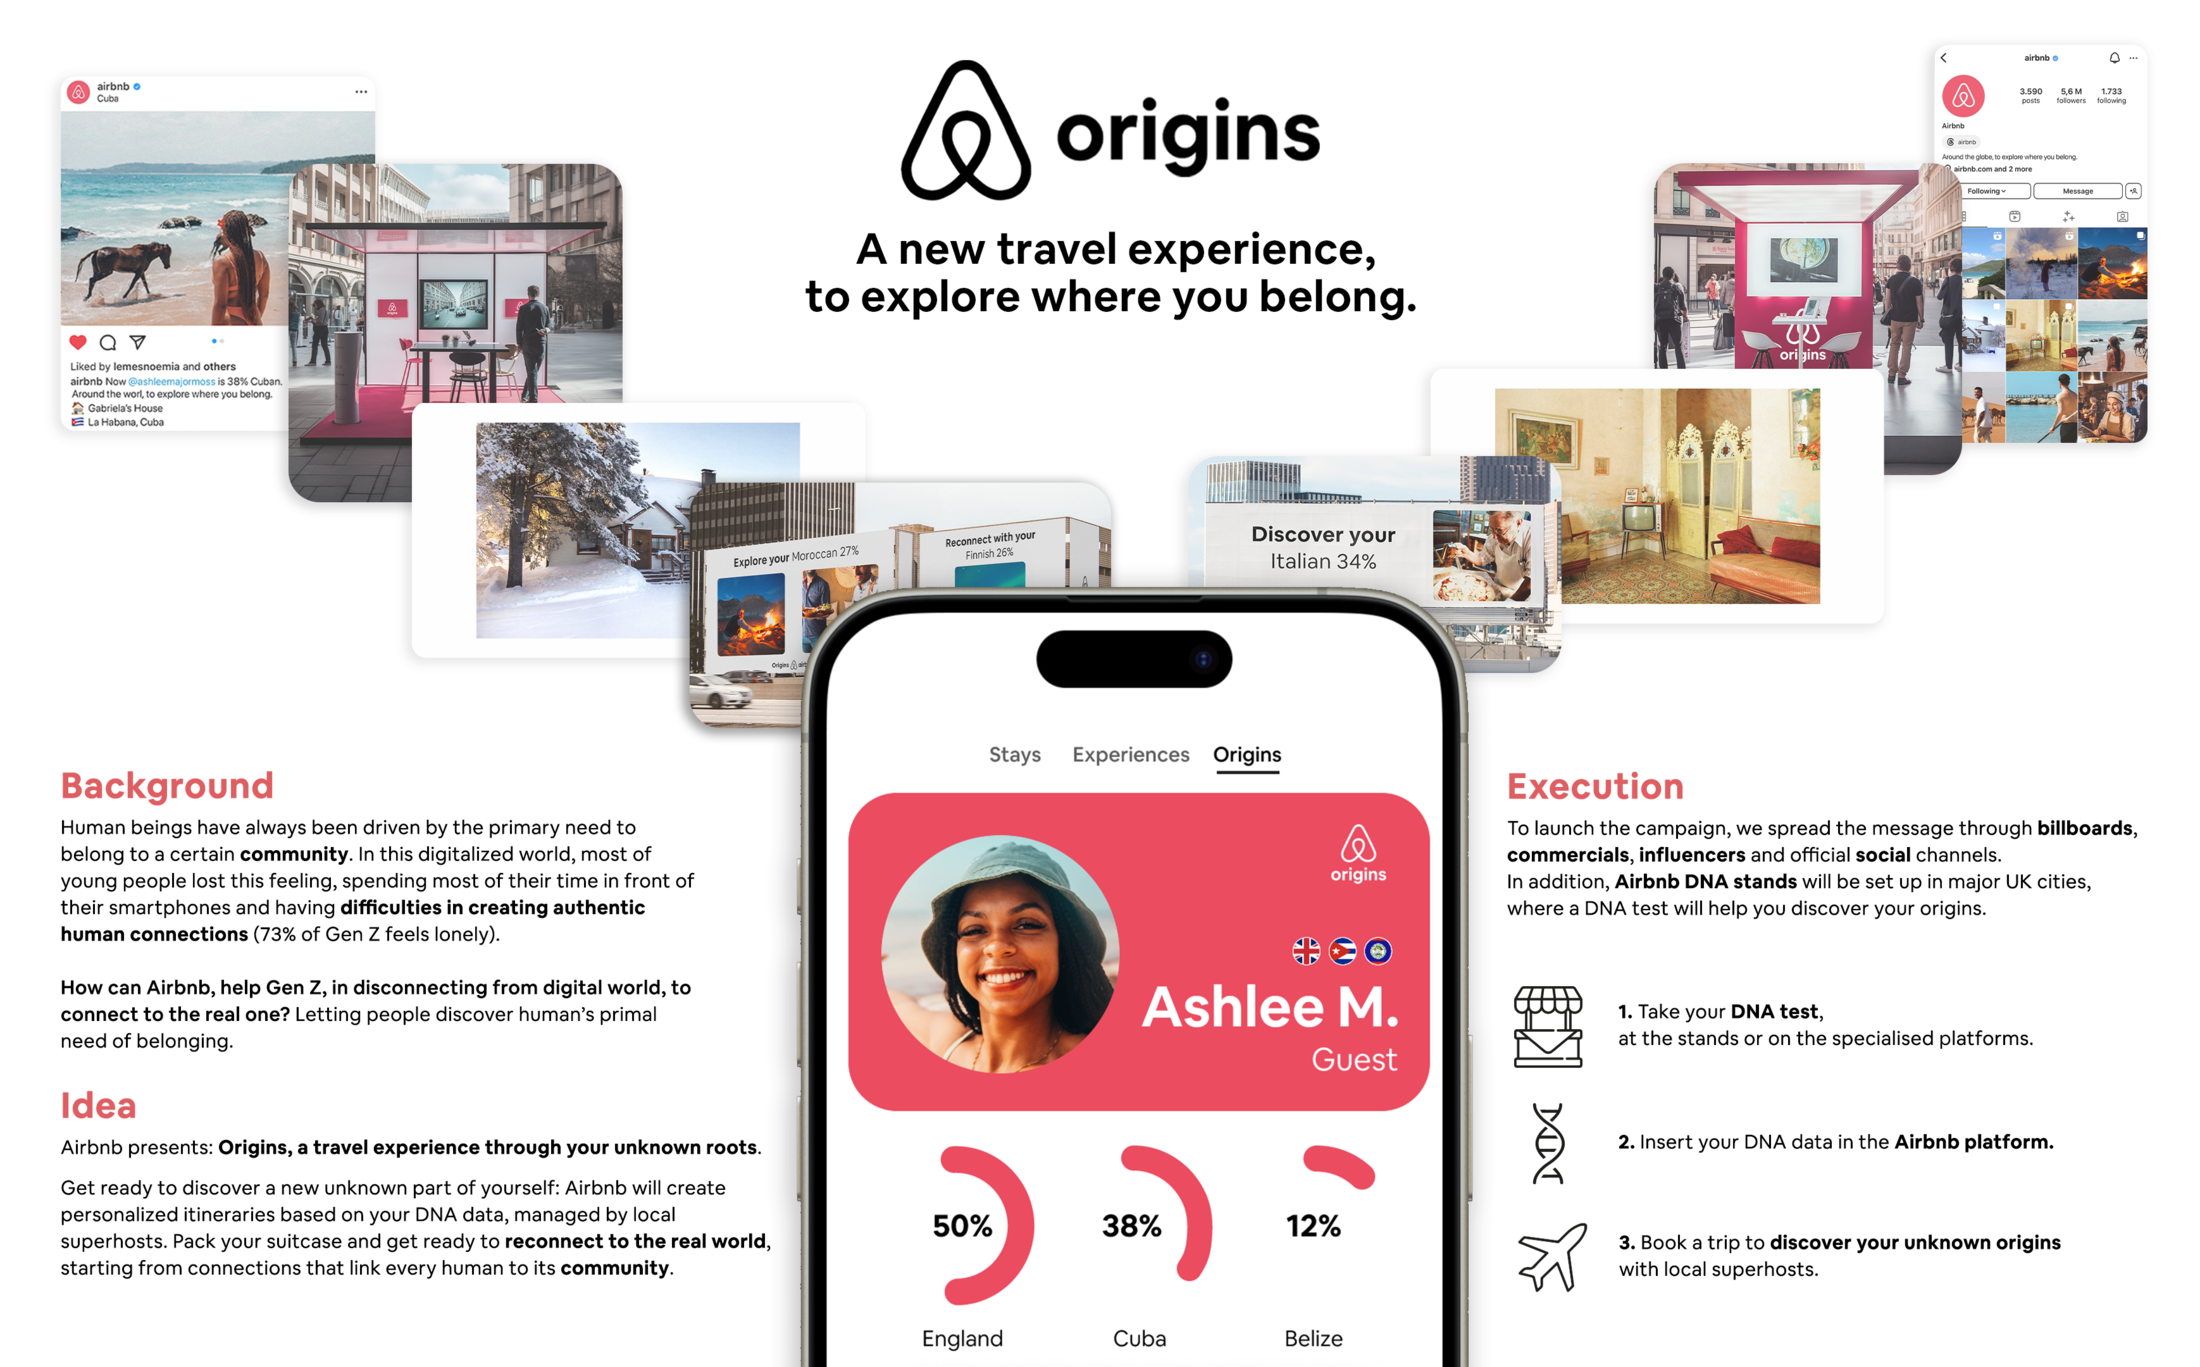 airbnb
Cuba
Liked by lemesnoemia and others
airbnb Now @ashleemajormoss is 38% Cuban.
Around the worl, to explore where you belong.
Gabriela's House
La Habana, Cuba
origins
A new travel experience,
to explore where you belong.
airbnb
3.590
posts
5,6 M
followers
1.733
following
Airbnb
airbnb
Around the globe, to explore where you belong.
airbnb.com and 2 more
Following
Message
origins
Explore your Moroccan 27%
Origins
Reconnect with your
Finnish 26%
Discover your
Italian 34%
Stays
Experiences
Origins
origins
Ashlee M.
Guest
50%
38%
12%
England
Cuba
Belize
Background
Human beings have always been driven by the primary need to
belong to a certain community. In this digitalized world, most of
young people lost this feeling, spending most of their time in front of
their smartphones and having difficulties in creating authentic
human connections (73% of Gen Z feels lonely).
How can Airbnb, help Gen Z, in disconnecting from digital world, to
connect to the real one? Letting people discover human's primal
need of belonging.
Idea
Airbnb presents: Origins, a travel experience through your unknown roots.
Get ready to discover a new unknown part of yourself: Airbnb will create
personalized itineraries based on your DNA data, managed by local
superhosts. Pack your suitcase and get ready to reconnect to the real world,
starting from connections that link every human to its community.
Execution
To launch the campaign, we spread the message through billboards,
commercials, influencers and official social channels.
In addition, Airbnb DNA stands will be set up in major UK cities,
where a DNA test will help you discover your origins.
1. Take your DNA test,
at the stands or on the specialised platforms.
2. Insert your DNA data in the Airbnb platform.
3. Book a trip to discover your unknown origins
with local superhosts.